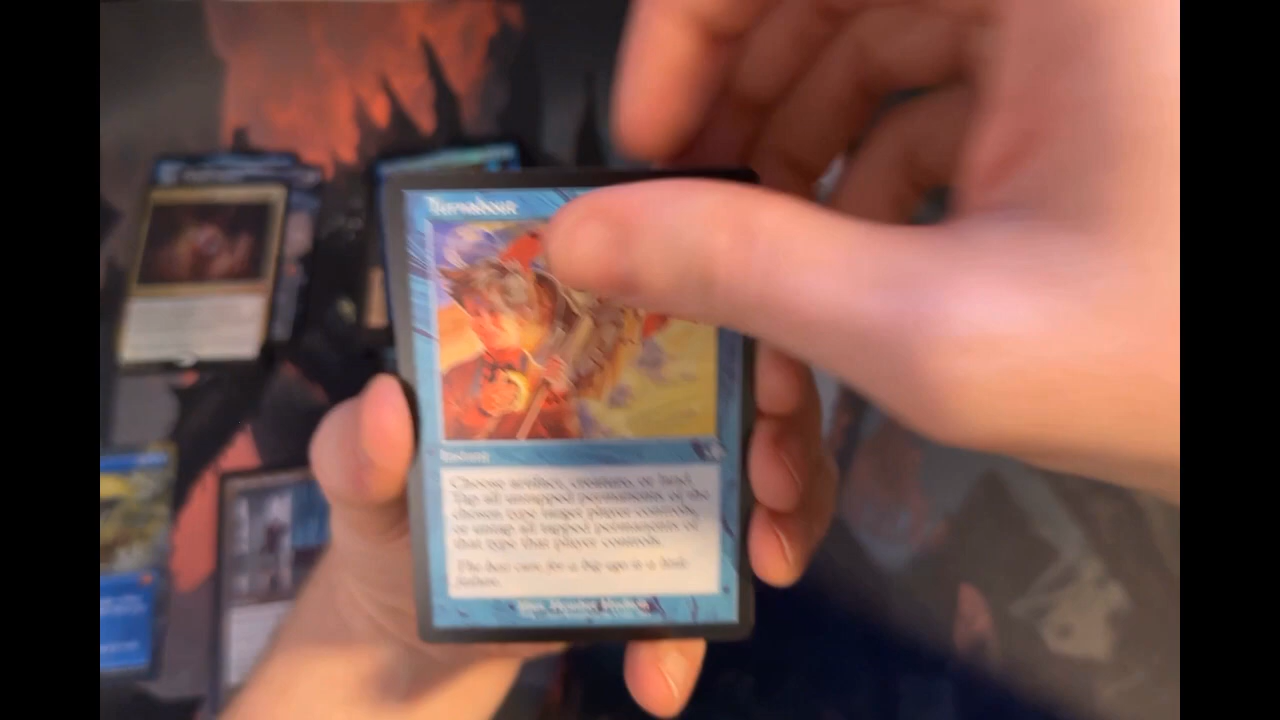 Turnabout
Instant
Choose artifact, creature, or land.
Tap all untapped permanents of the
chosen type target player controls,
or untap all tapped permanents of
that type that player controls.
The best cure for a big ego is a little
failure.